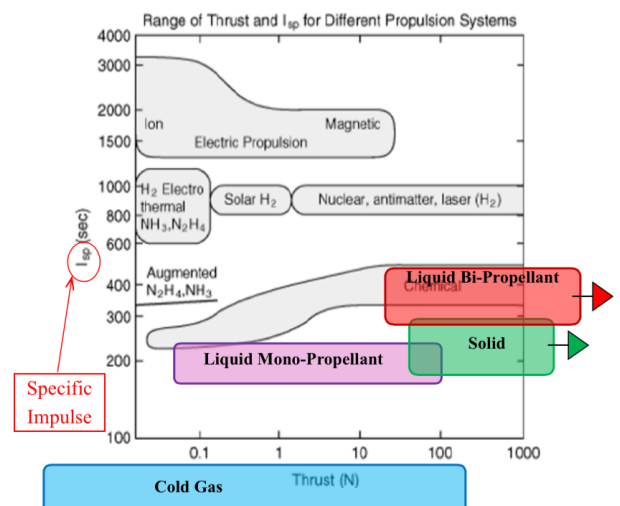 Range of Thrust and Isp for Different Propulsion Systems
4000
3000
2000
1500
1000
800
600
400
300
200
100
Isp (sec)
Ion
Magnetic
Electric Propulsion
H2 Electro
thermal
NH3,N2H4
Solar H2
Nuclear, antimatter, laser (H2)
Augmented
N2H4,NH3
Liquid Bi-Propellant
Chemical
Solid
Liquid Mono-Propellant
Specific
Impulse
0.1
1
10
100
1000
Thrust (N)
Cold Gas